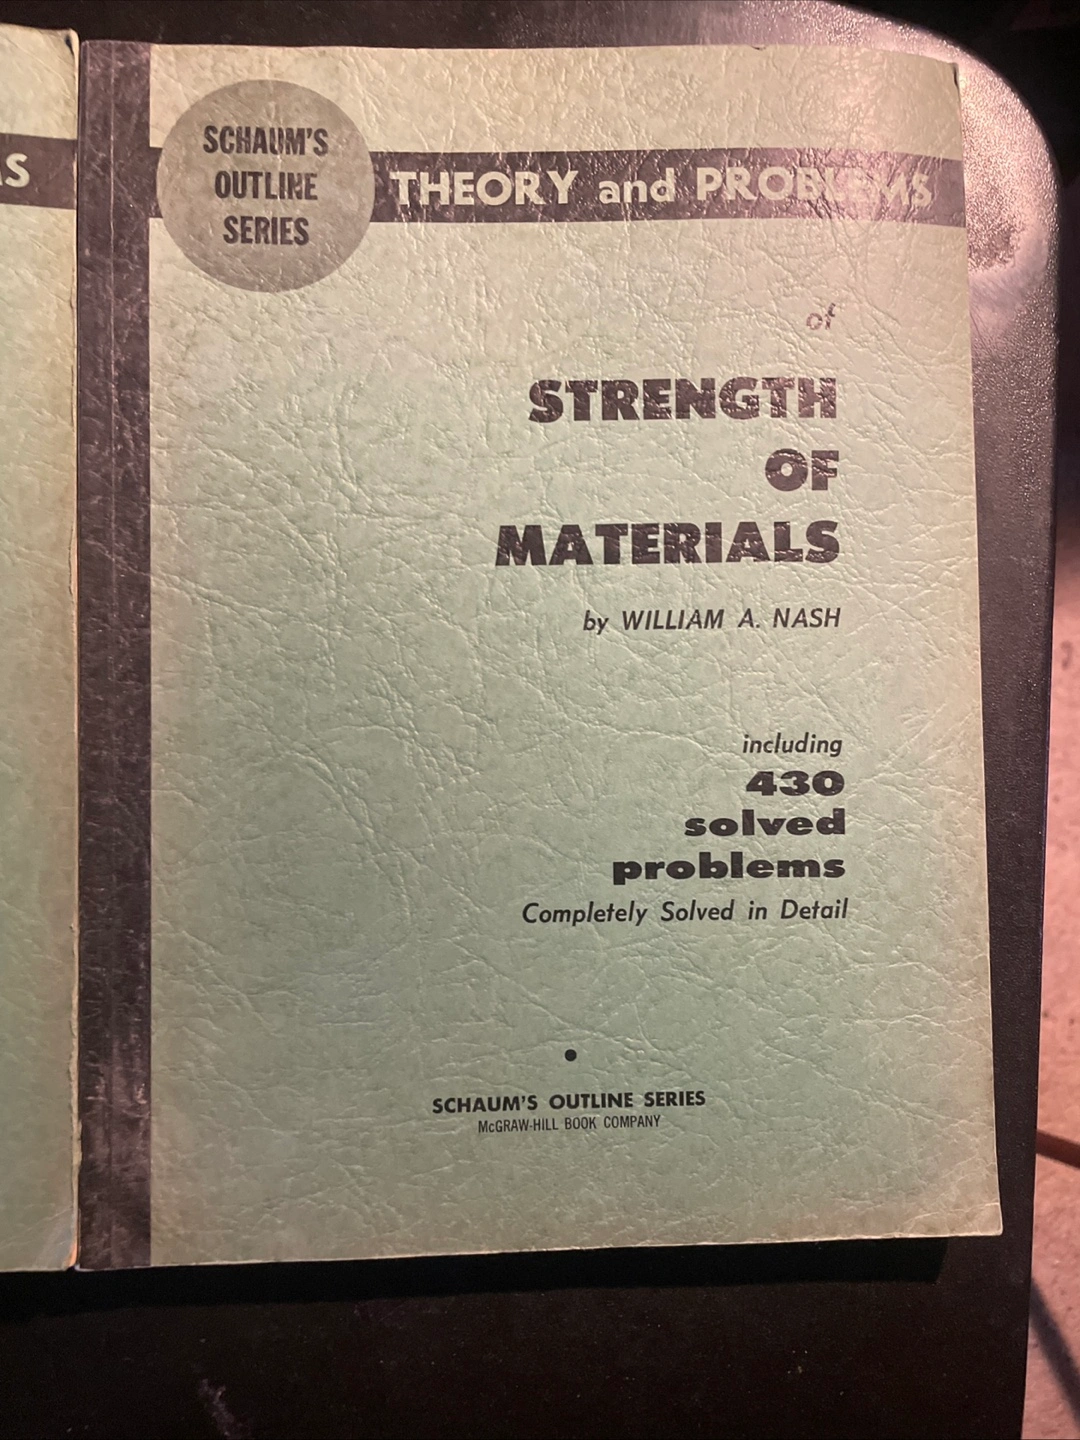 S
SCHAUM'S
OUTLINE
SERIES
THEORY and PROBLEMS
of
STRENGTH
OF
MATERIALS
by WILLIAM A. NASH
including
430
solved
problems
Completely Solved in Detail
SCHAUM'S OUTLINE SERIES
McGRAW-HILL BOOK COMPANY